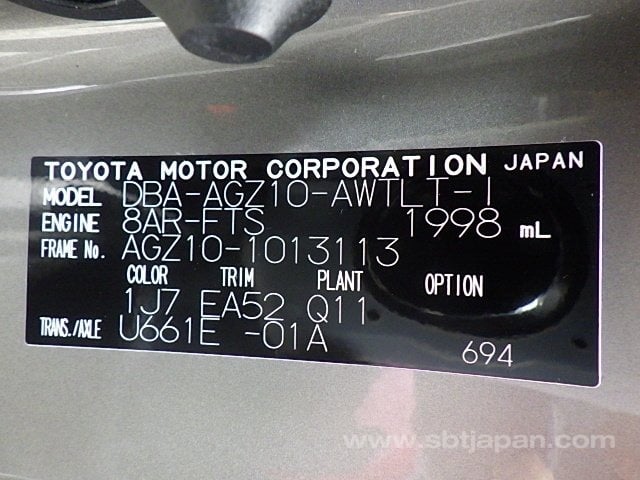 TOYOTA MOTOR CORPORATION JAPAN
MODEL DBA-AGZ10-AWTLT-I
ENGINE 8AR-FTS 1998 mL
FRAME No. AGZ10-1013113
COLOR TRIM PLANT OPTION
1J7 EA52 Q11
TRANS./AXLE U661E -01A
694
www.sbtjapan.com